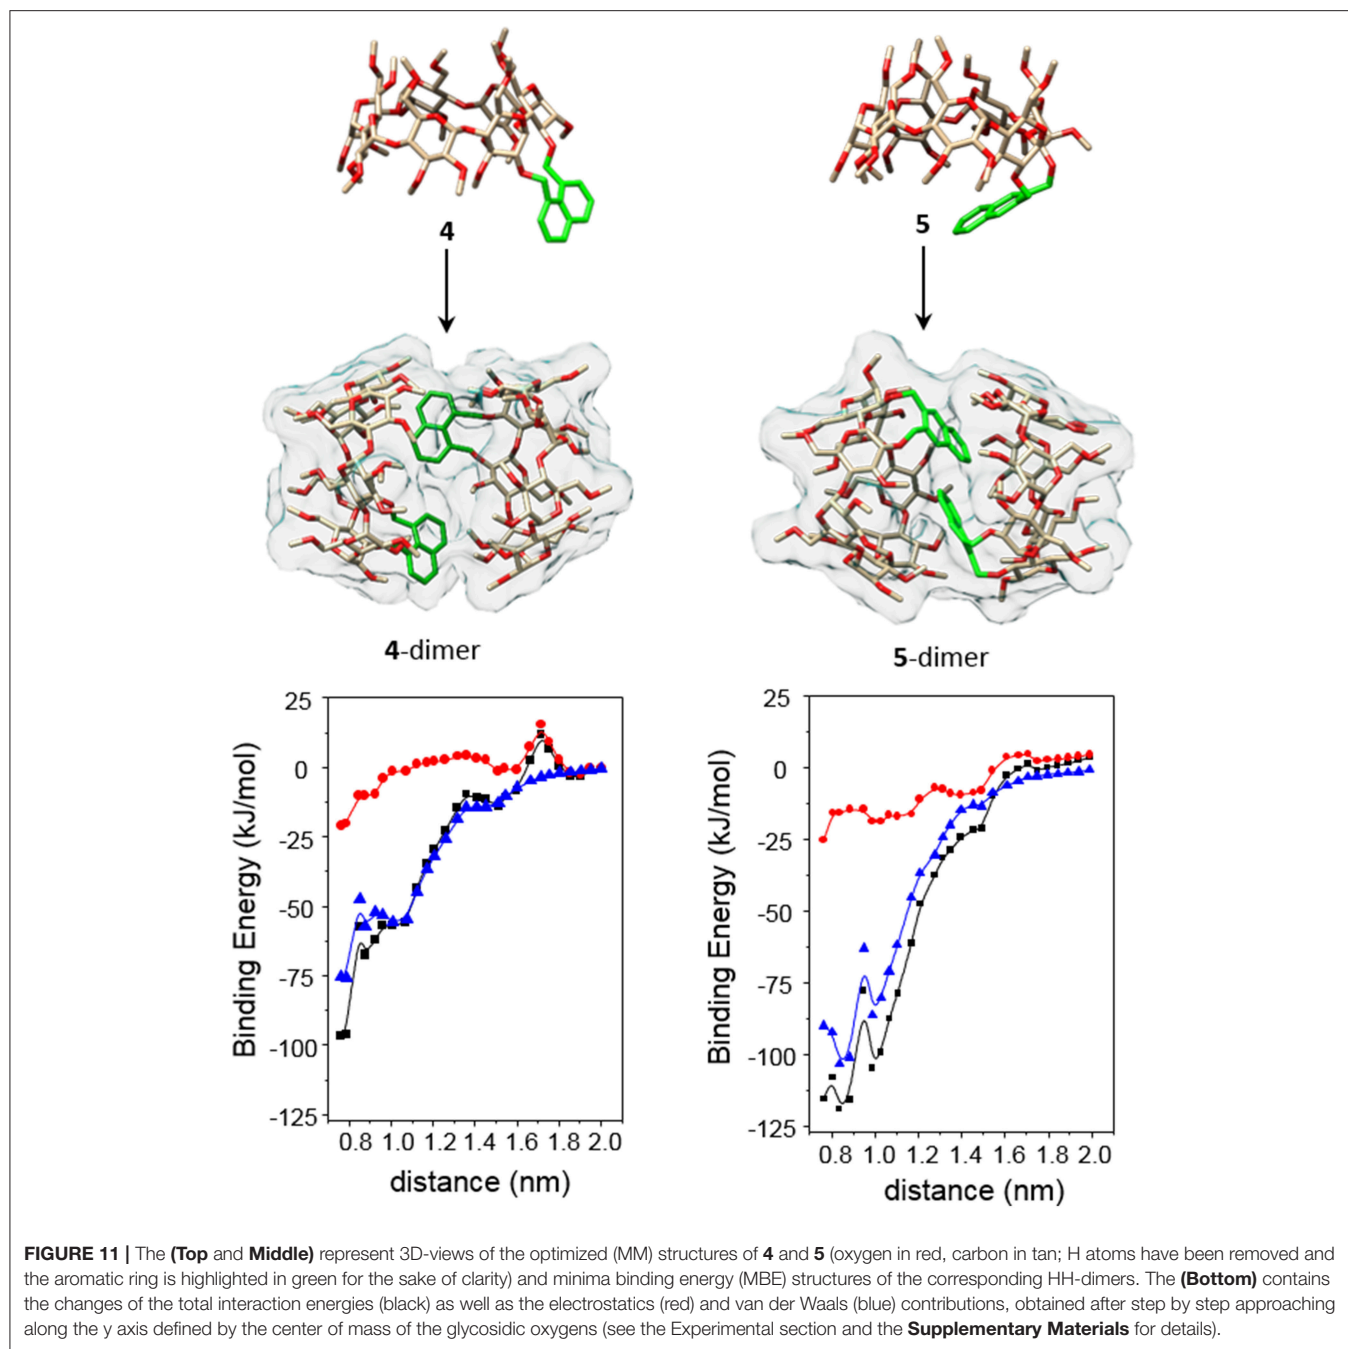 4
5
4-dimer
5-dimer
25
0
-25
-50
-75
-100
-125
Binding Energy (kJ/mol)
0.8 1.0 1.2 1.4 1.6 1.8 2.0
distance (nm)
25
0
-25
-50
-75
-100
-125
Binding Energy (kJ/mol)
0.8 1.0 1.2 1.4 1.6 1.8 2.0
distance (nm)
FIGURE 11 | The (Top and Middle) represent 3D-views of the optimized (MM) structures of 4 and 5 (oxygen in red, carbon in tan; H atoms have been removed and
the aromatic ring is highlighted in green for the sake of clarity) and minima binding energy (MBE) structures of the corresponding HH-dimers. The (Bottom) contains
the changes of the total interaction energies (black) as well as the electrostatics (red) and van der Waals (blue) contributions, obtained after step by step approaching
along the y axis defined by the center of mass of the glycosidic oxygens (see the Experimental section and the Supplementary Materials for details).